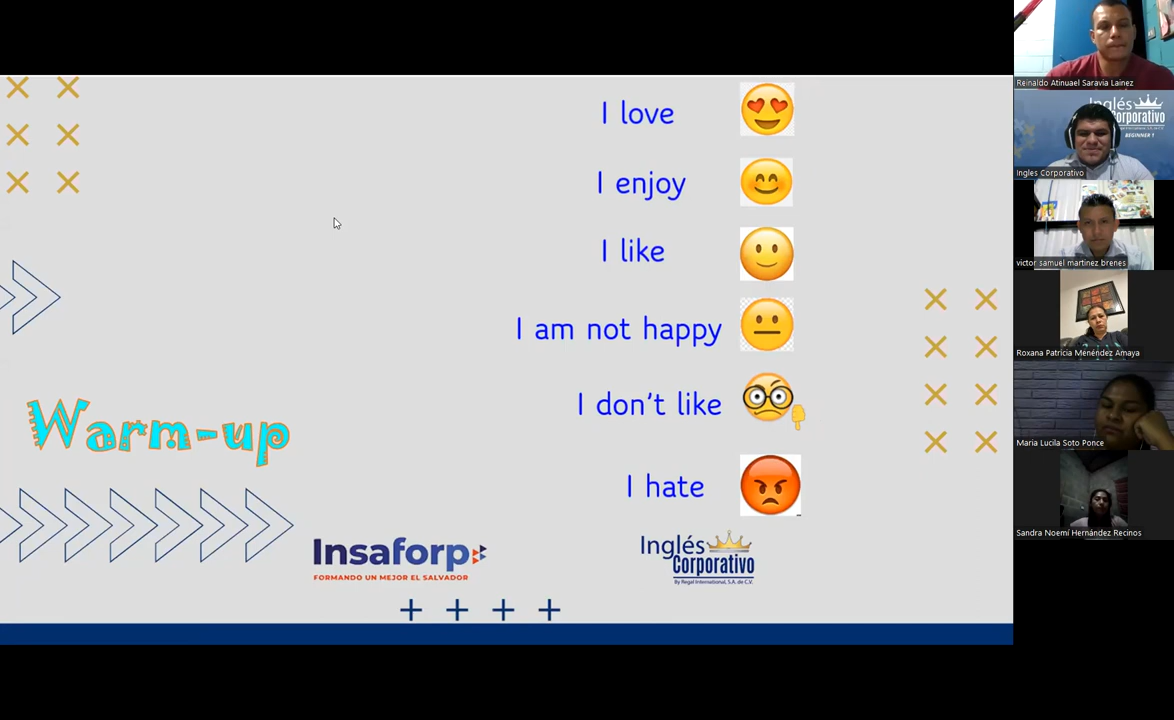 I love
I enjoy
I like
I am not happy
I don't like
I hate
Warm-up
Insaforp
FORMANDO UN MEJOR EL SALVADOR
Inglés
Corporativo
By Regal International, S.A. de C.V.
Reinaldo Atinuael Saravia Lainez
Inglés
Corporativo
BEGINNER 1
Ingles Corporativo
victor samuel martinez brenes
Roxana Patricia Menéndez Amaya
Maria Lucila Soto Ponce
Sandra Noemí Hernández Recinos